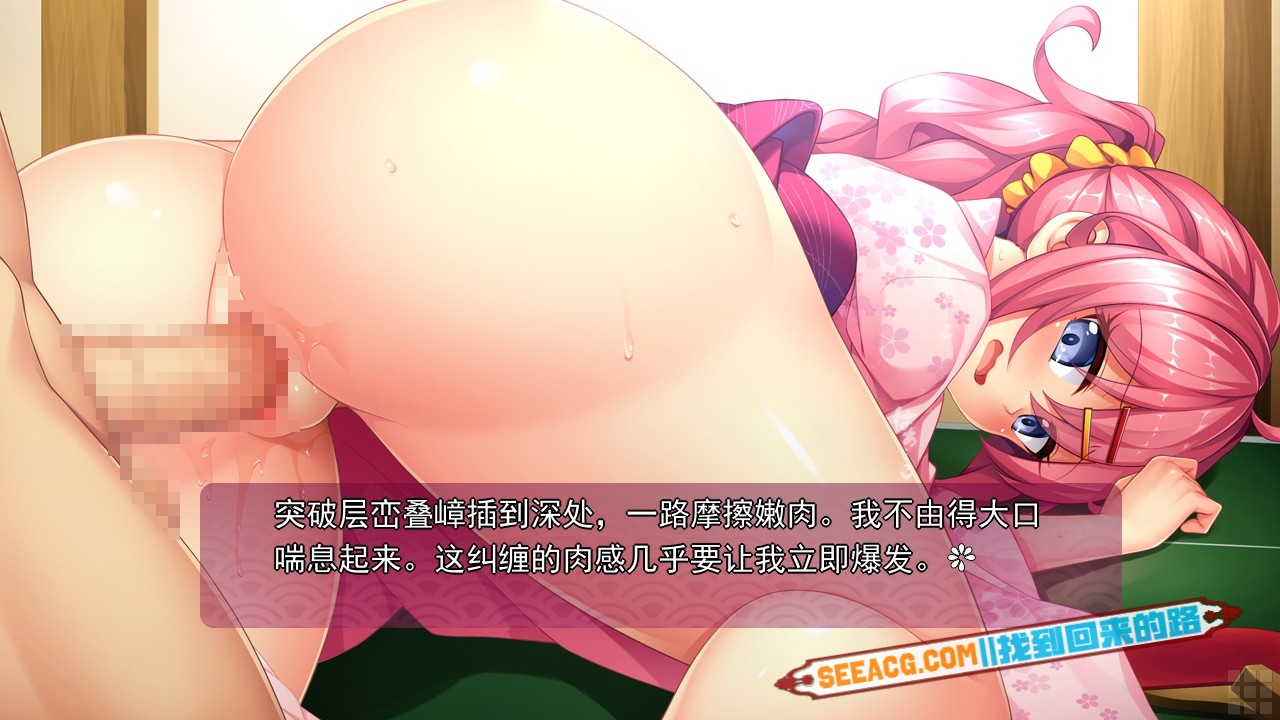 突破层峦叠嶂插到深处，一路摩擦嫩肉。我不由得大口
喘息起来。这纠缠的肉感几乎要让我立即爆发。
SEEACG.COM||找到回来的路